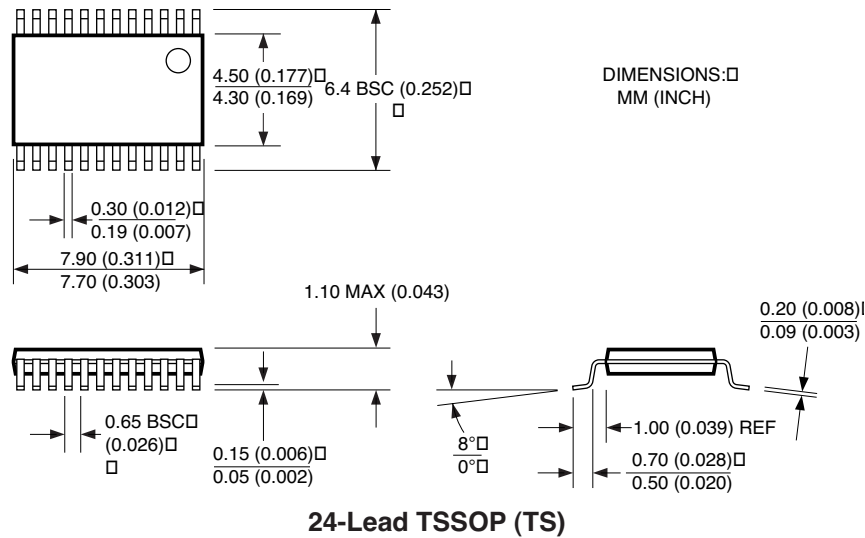 4.50 (0.177)□
4.30 (0.169)
6.4 BSC (0.252)□
□
DIMENSIONS:□
MM (INCH)
0.30 (0.012)□
0.19 (0.007)
7.90 (0.311)□
7.70 (0.303)
1.10 MAX (0.043)
0.20 (0.008)□
0.09 (0.003)
0.65 BSC□
(0.026)□
□
0.15 (0.006)□
0.05 (0.002)
8°□
0°□
1.00 (0.039) REF
0.70 (0.028)□
0.50 (0.020)
24-Lead TSSOP (TS)